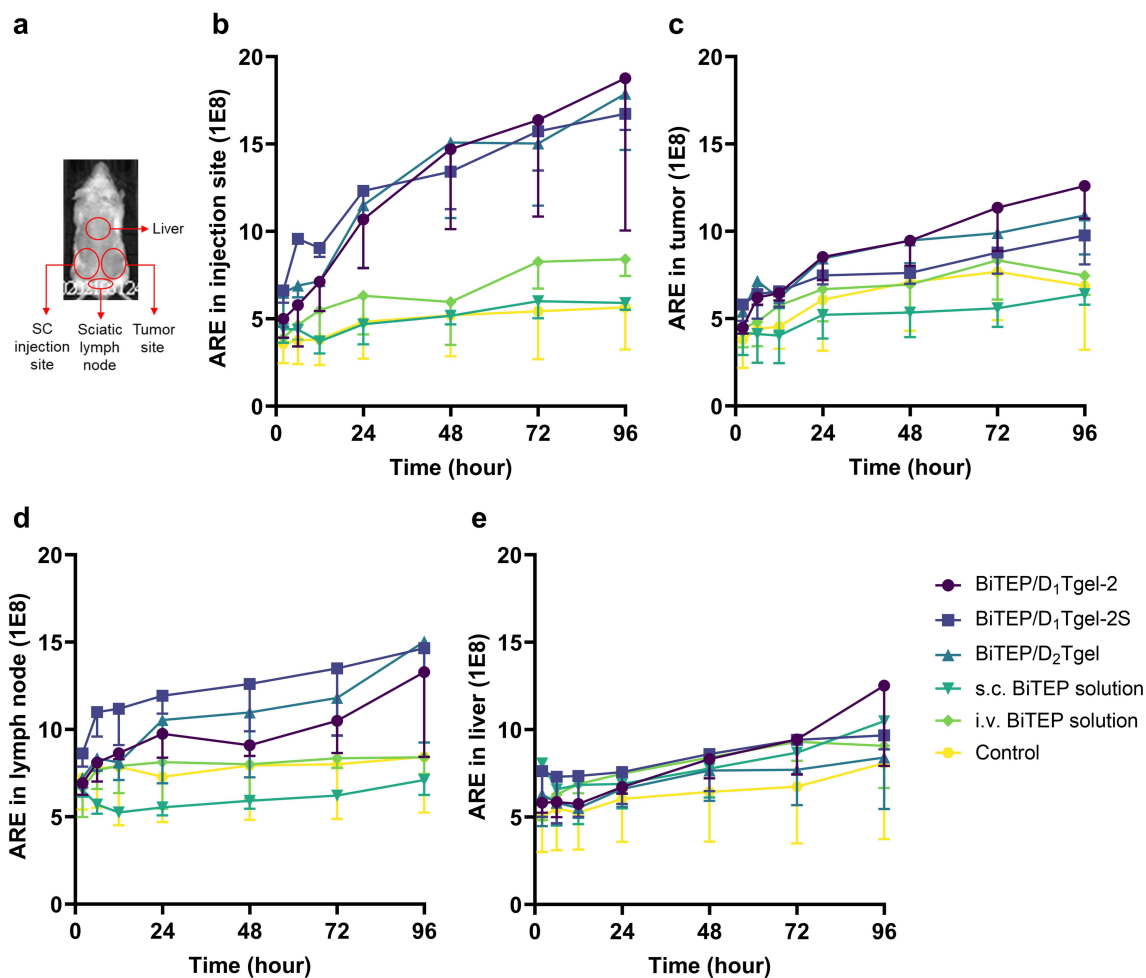 a
Liver
SC
injection
site
Sciatic
lymph
node
Tumor
site
b
ARE in injection site (1E8)
20
15
10
5
0
0 24 48 72 96
Time (hour)
c
ARE in tumor (1E8)
20
15
10
5
0
0 24 48 72 96
Time (hour)
d
ARE in lymph node (1E8)
20
15
10
5
0
0 24 48 72 96
Time (hour)
e
ARE in liver (1E8)
20
15
10
5
0
0 24 48 72 96
Time (hour)
BiTEP/D₁Tgel-2
BiTEP/D₁Tgel-2S
BiTEP/D₂Tgel
s.c. BiTEP solution
i.v. BiTEP solution
Control